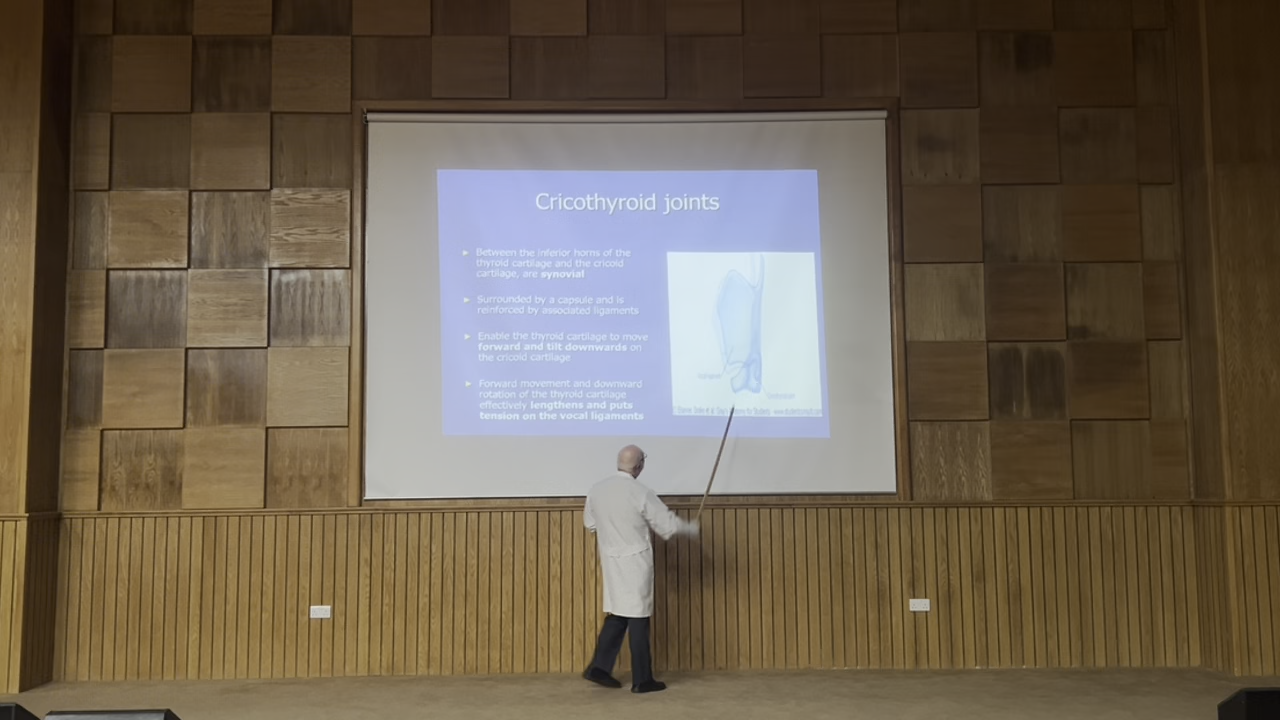 Cricothyroid joints
Between the inferior horns of the
thyroid cartilage and the cricoid
cartilage, are synovial
Surrounded by a capsule and is
reinforced by associated ligaments
Enable the thyroid cartilage to move
forward and tilt downwards on
the cricoid cartilage
Forward movement and downward
rotation of the thyroid cartilage
effectively lengthens and puts
tension on the vocal ligaments